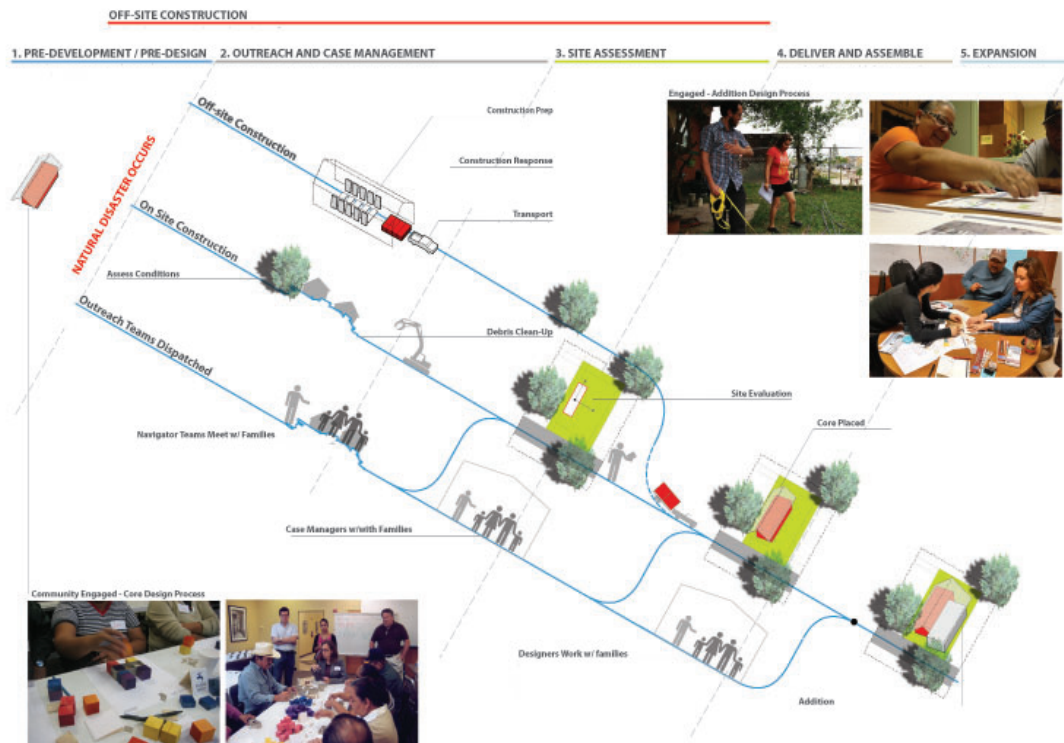 OFF-SITE CONSTRUCTION
1. PRE-DEVELOPMENT / PRE-DESIGN
2. OUTREACH AND CASE MANAGEMENT
3. SITE ASSESSMENT
4. DELIVER AND ASSEMBLE
5. EXPANSION
Engaged - Addition Design Process
Off-site Construction
Construction Prep
Construction Response
Transport
NATURAL DISASTER OCCURS
On Site Construction
Assess Conditions
Debris Clean-Up
Outreach Teams Dispatched
Site Evaluation
Navigator Teams Meet w/ Families
Core Placed
Case Managers w/with Families
Community Engaged - Core Design Process
Designers Work w/ families
Addition